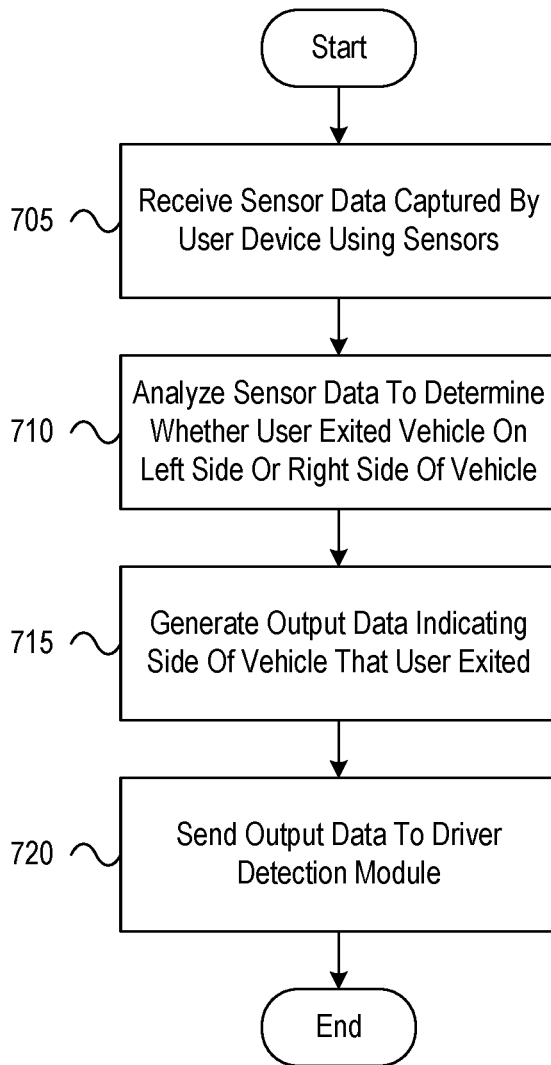 Start
705
Receive Sensor Data Captured By
User Device Using Sensors
710
Analyze Sensor Data To Determine
Whether User Exited Vehicle On
Left Side Or Right Side Of Vehicle
715
Generate Output Data Indicating
Side Of Vehicle That User Exited
720
Send Output Data To Driver
Detection Module
End